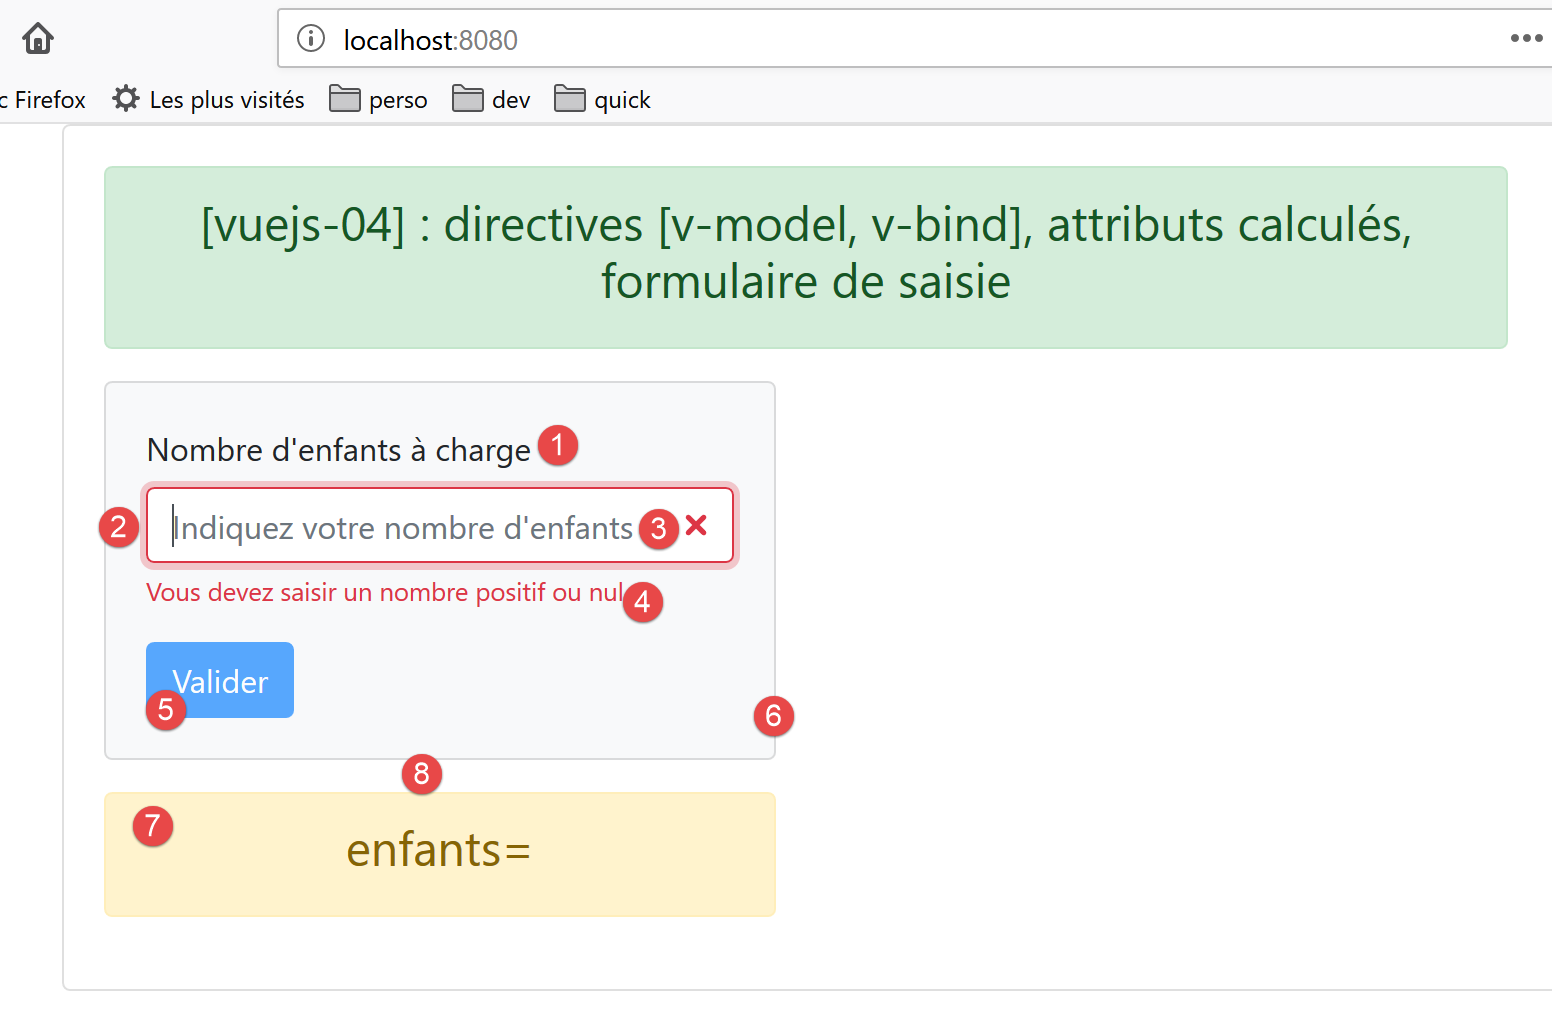 localhost:8080
c Firefox Les plus visités perso dev quick
[vuejs-04] : directives [v-model, v-bind], attributs calculés,
formulaire de saisie
Nombre d'enfants à charge 1
2 Indiquez votre nombre d'enfants 3
Vous devez saisir un nombre positif ou nul 4
Valider
5
6
8
7
enfants=